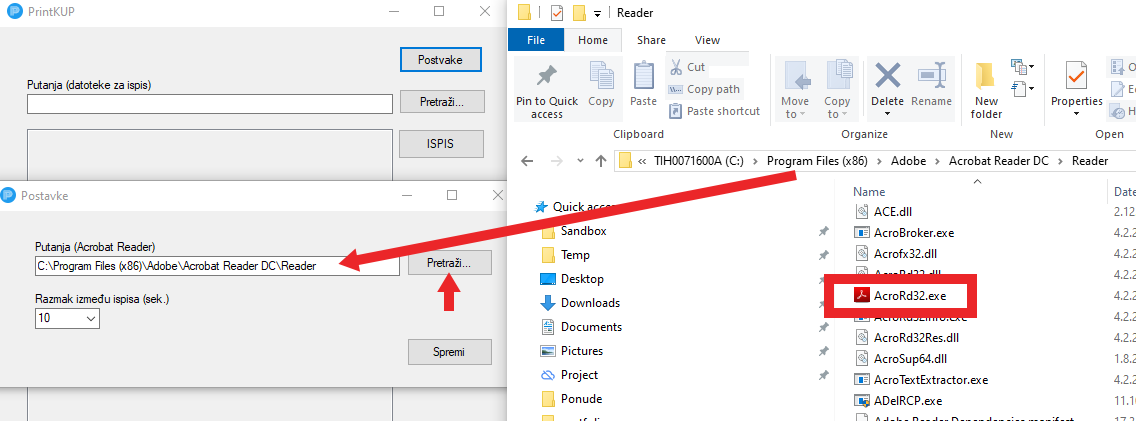 PrintKUP
Postvake
Putanja (datoteke za ispis)
Pretraži...
ISPIS
Postavke
Putanja (Acrobat Reader)
C:\Program Files (x86)\Adobe\Acrobat Reader DC\Reader
Pretraži...
Razmak između ispisa (sek.)
10
Spremi
Reader
File
Home
Share
View
Pin to Quick
access
Copy
Paste
Cut
Copy path
Paste shortcut
Clipboard
Move
to
Copy
to
Delete
Rename
Organize
New
folder
New
Properties
Open
« TIH0071600A (C:) > Program Files (x86) > Adobe > Acrobat Reader DC > Reader
Quick
Sandbox
Temp
Desktop
Downloads
Documents
Pictures
Project
Ponude
Name
ACE.dll 2.12
AcroBroker.exe 4.2.2
Acrofx32.dll 4.2.2
AcroRd32.dll 4.2.2
AcroRd32.exe 4.2.2
AcroRd32Info.exe 4.2.2
AcroRd32Res.dll 4.2.2
AcroSup64.dll 1.8.2
AcroTextExtractor.exe 4.2.2
ADelRCP.exe 11.10
Adobe Reader Dependencies manifest